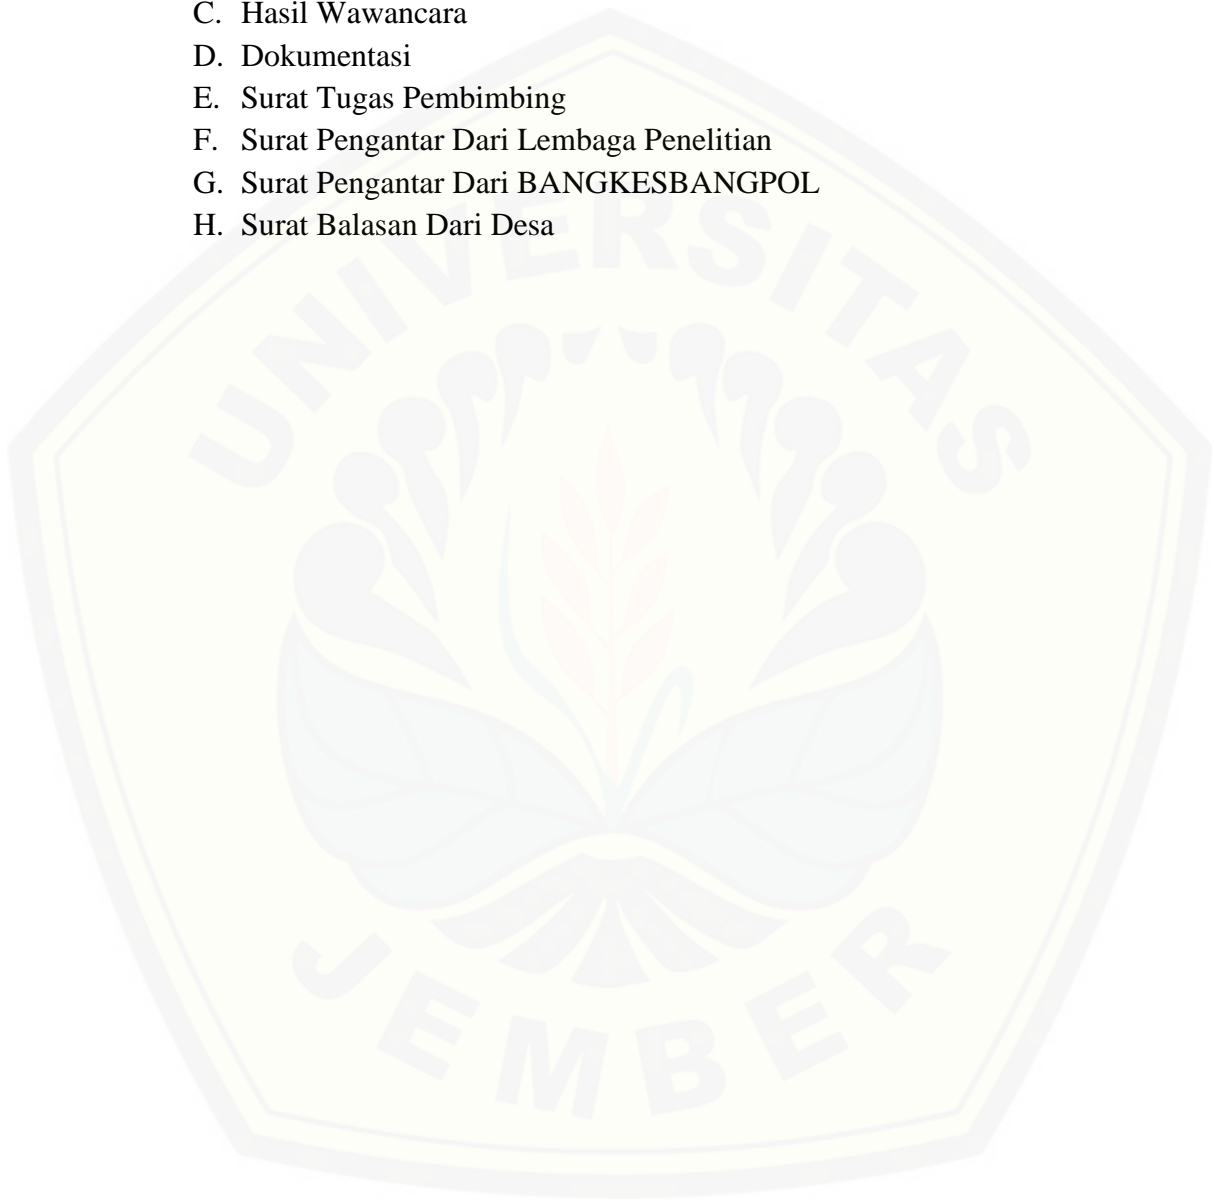 C. Hasil Wawancara
D. Dokumentasi
E. Surat Tugas Pembimbing
F. Surat Pengantar Dari Lembaga Penelitian
G. Surat Pengantar Dari BANGKESBANGPOL
H. Surat Balasan Dari Desa
UNIVERSITAS
JEMBER